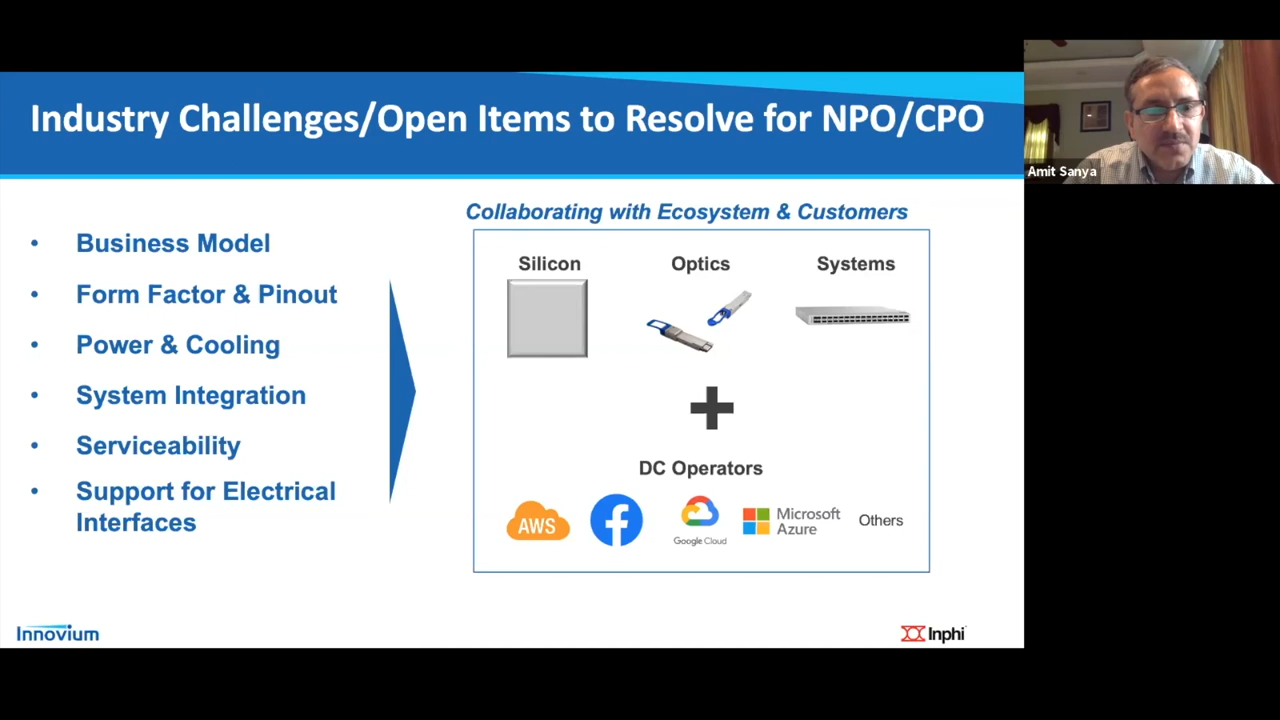 Industry Challenges/Open Items to Resolve for NPO/CPO
Amit Sanya
Collaborating with Ecosystem & Customers
• Business Model
• Form Factor & Pinout
• Power & Cooling
• System Integration
• Serviceability
• Support for Electrical
Interfaces
Silicon
Optics
Systems
DC Operators
AWS
Google Cloud
Microsoft
Azure
Others
Innovium
Inphi